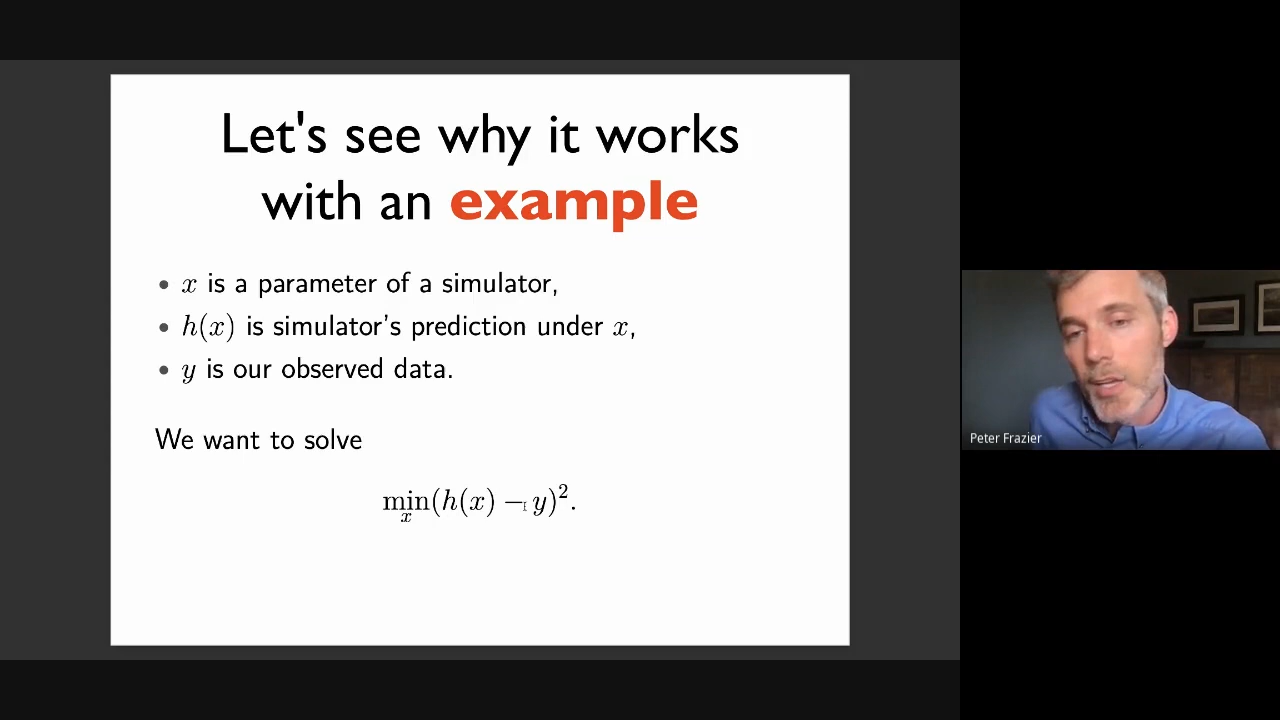 Let's see why it works
with an example
• x is a parameter of a simulator,
• h(x) is simulator's prediction under x,
• y is our observed data.
We want to solve
min_x (h(x) − y)².
Peter Frazier